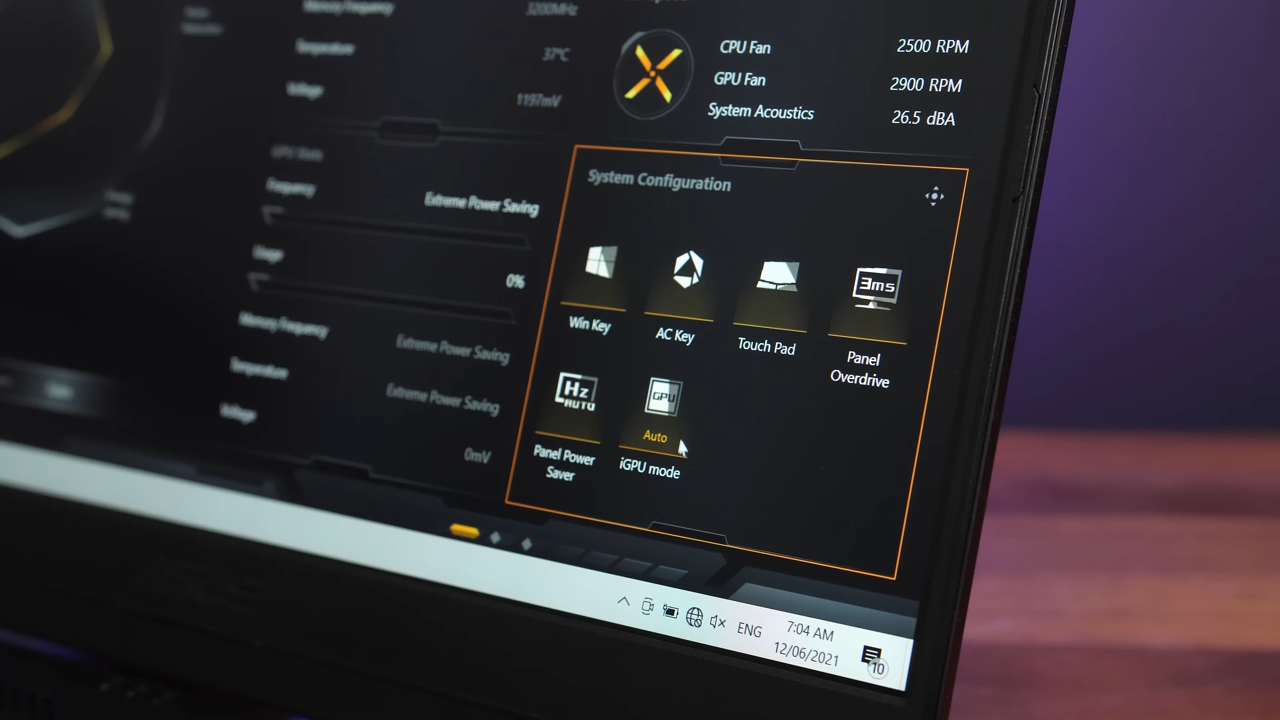 Memory Frequency 3200MHz
Temperature 37°C
Voltage 1197mV
CPU Fan 2500 RPM
GPU Fan 2900 RPM
System Acoustics 26.5 dBA
Frequency
Extreme Power Saving
Usage
0%
Memory Frequency
Extreme Power Saving
Temperature
Extreme Power Saving
Voltage
0mV
System Configuration
Win Key
AC Key
Touch Pad
3ms
Panel
Overdrive
Hz
AUTO
Panel Power
Saver
GPU
Auto
iGPU mode
ENG
7:04 AM
12/06/2021
10